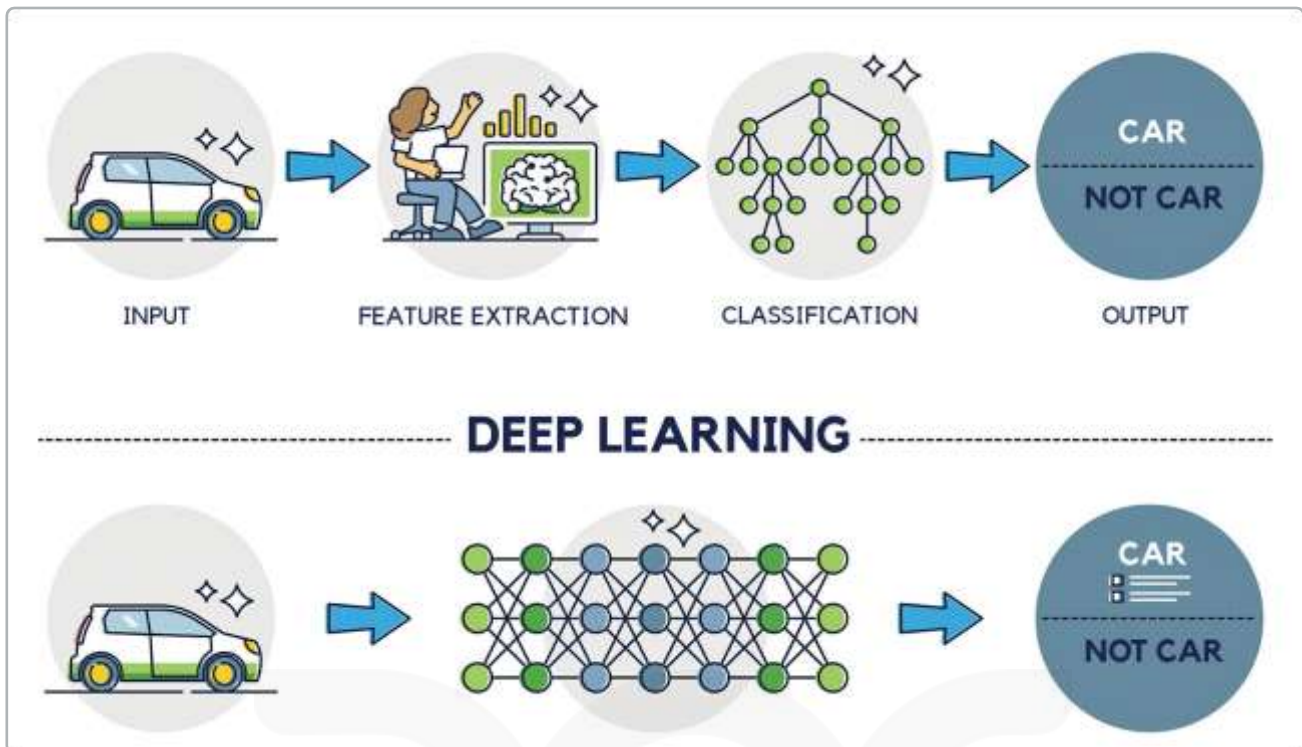 CAR
NOT CAR
INPUT
FEATURE EXTRACTION
CLASSIFICATION
OUTPUT
DEEP LEARNING
CAR
NOT CAR